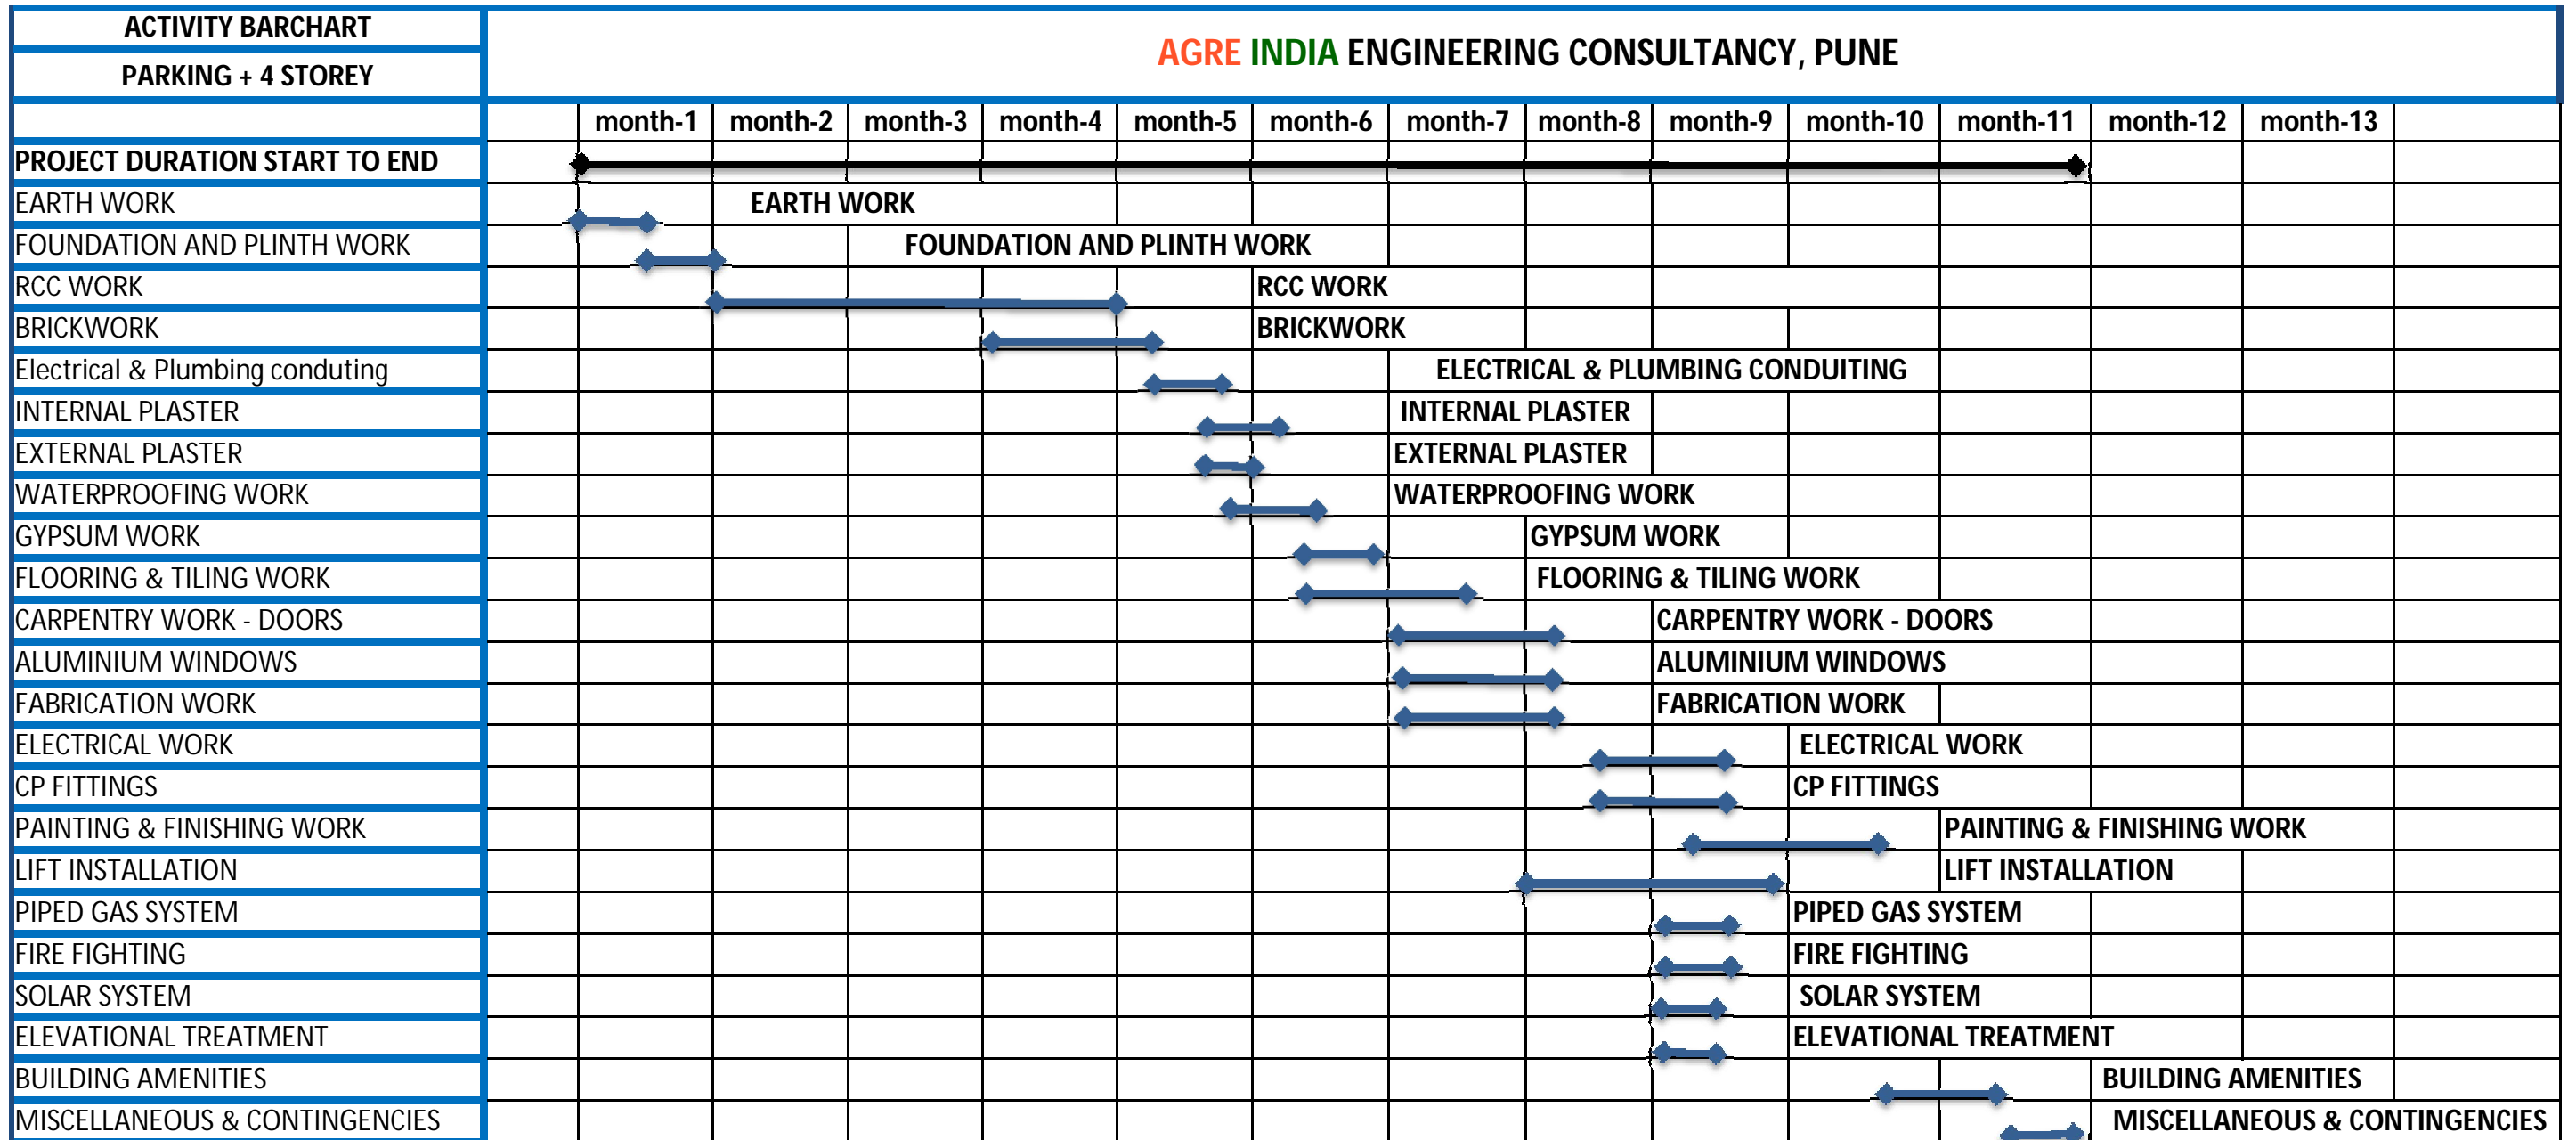 ACTIVITY BARCHART
PARKING + 4 STOREY
AGRE INDIA ENGINEERING CONSULTANCY, PUNE
month-1 month-2 month-3 month-4 month-5 month-6 month-7 month-8 month-9 month-10 month-11 month-12 month-13
PROJECT DURATION START TO END
EARTH WORK EARTH WORK
FOUNDATION AND PLINTH WORK FOUNDATION AND PLINTH WORK
RCC WORK RCC WORK
BRICKWORK BRICKWORK
Electrical & Plumbing conduting ELECTRICAL & PLUMBING CONDUITING
INTERNAL PLASTER INTERNAL PLASTER
EXTERNAL PLASTER EXTERNAL PLASTER
WATERPROOFING WORK WATERPROOFING WORK
GYPSUM WORK GYPSUM WORK
FLOORING & TILING WORK FLOORING & TILING WORK
CARPENTRY WORK - DOORS CARPENTRY WORK - DOORS
ALUMINIUM WINDOWS ALUMINIUM WINDOWS
FABRICATION WORK FABRICATION WORK
ELECTRICAL WORK ELECTRICAL WORK
CP FITTINGS CP FITTINGS
PAINTING & FINISHING WORK PAINTING & FINISHING WORK
LIFT INSTALLATION LIFT INSTALLATION
PIPED GAS SYSTEM PIPED GAS SYSTEM
FIRE FIGHTING FIRE FIGHTING
SOLAR SYSTEM SOLAR SYSTEM
ELEVATIONAL TREATMENT ELEVATIONAL TREATMENT
BUILDING AMENITIES BUILDING AMENITIES
MISCELLANEOUS & CONTINGENCIES MISCELLANEOUS & CONTINGENCIES